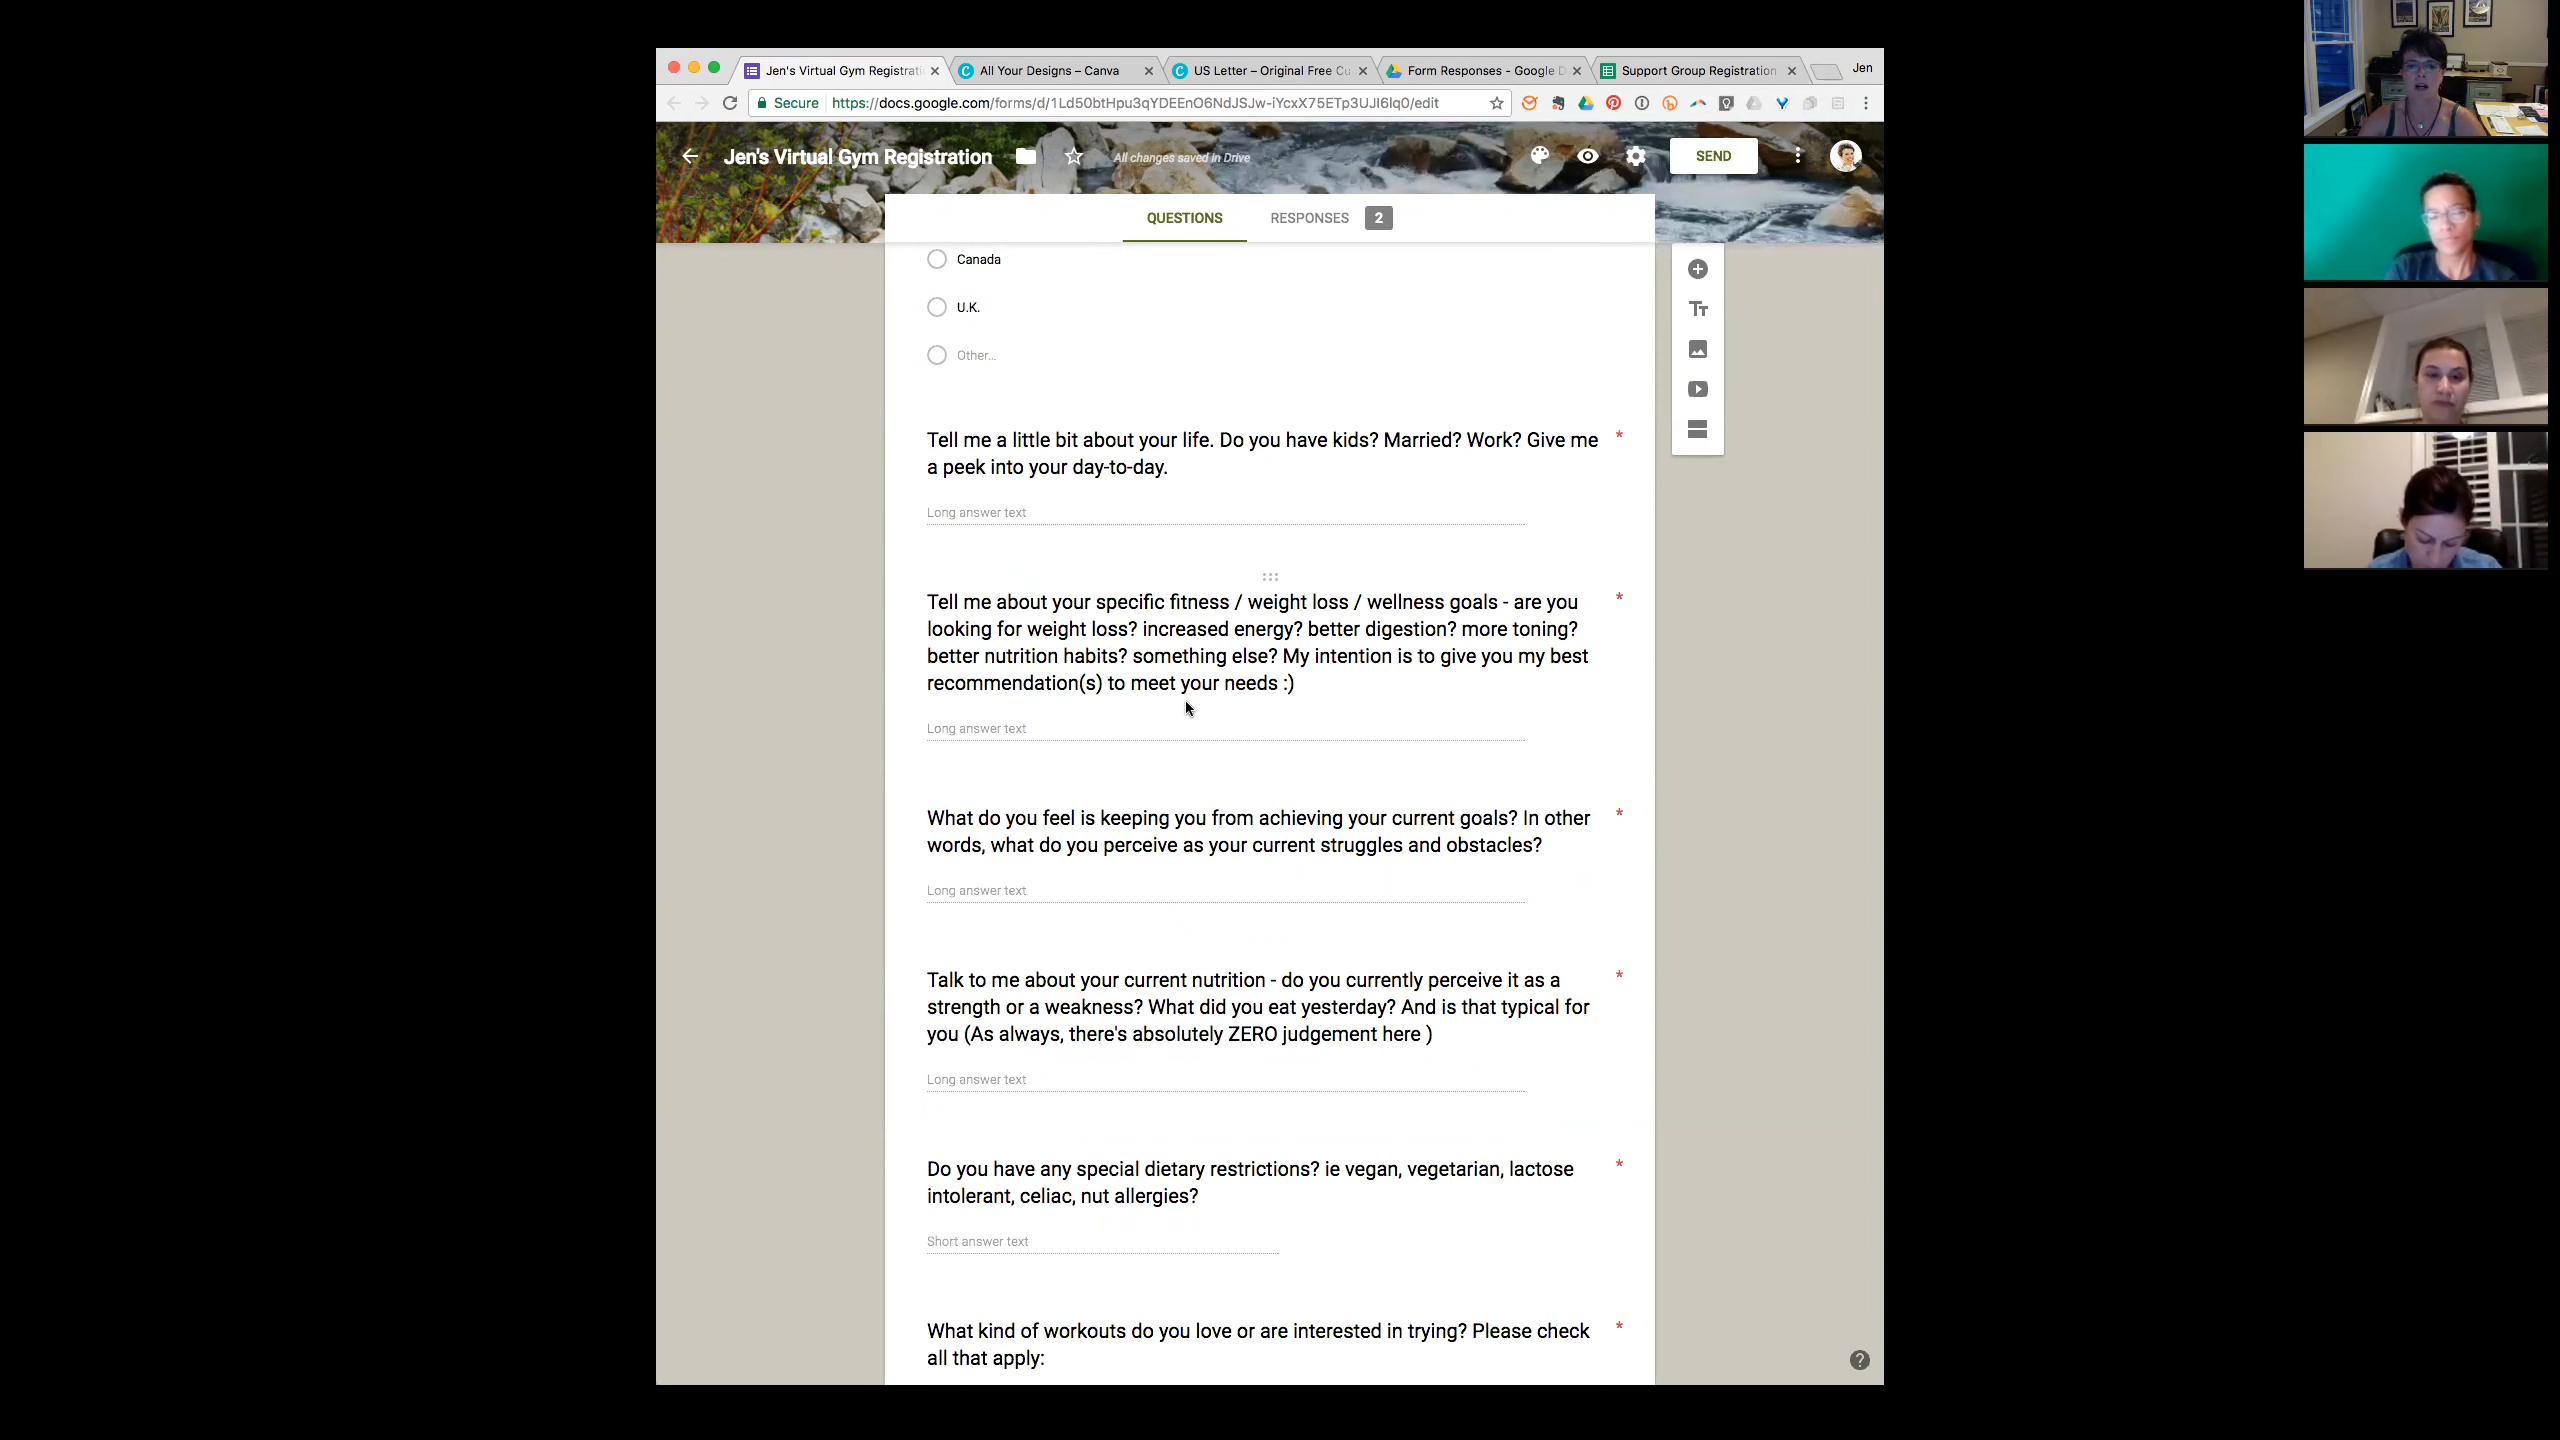 Jen's Virtual Gym Registrati
All Your Designs – Canva
US Letter – Original Free Cu
Form Responses - Google D
Support Group Registration
Jen
Secure https://docs.google.com/forms/d/1Ld50btHpu3qYDEEnO6NdJSJw-iYcxX75ETp3UJI6Iq0/edit
Jen's Virtual Gym Registration
All changes saved in Drive
SEND
QUESTIONS
RESPONSES 2
Canada
U.K.
Other...
Tell me a little bit about your life. Do you have kids? Married? Work? Give me *
a peek into your day-to-day.
Long answer text
Tell me about your specific fitness / weight loss / wellness goals - are you *
looking for weight loss? increased energy? better digestion? more toning?
better nutrition habits? something else? My intention is to give you my best
recommendation(s) to meet your needs :)
Long answer text
What do you feel is keeping you from achieving your current goals? In other *
words, what do you perceive as your current struggles and obstacles?
Long answer text
Talk to me about your current nutrition - do you currently perceive it as a *
strength or a weakness? What did you eat yesterday? And is that typical for
you (As always, there's absolutely ZERO judgement here )
Long answer text
Do you have any special dietary restrictions? ie vegan, vegetarian, lactose *
intolerant, celiac, nut allergies?
Short answer text
What kind of workouts do you love or are interested in trying? Please check *
all that apply: